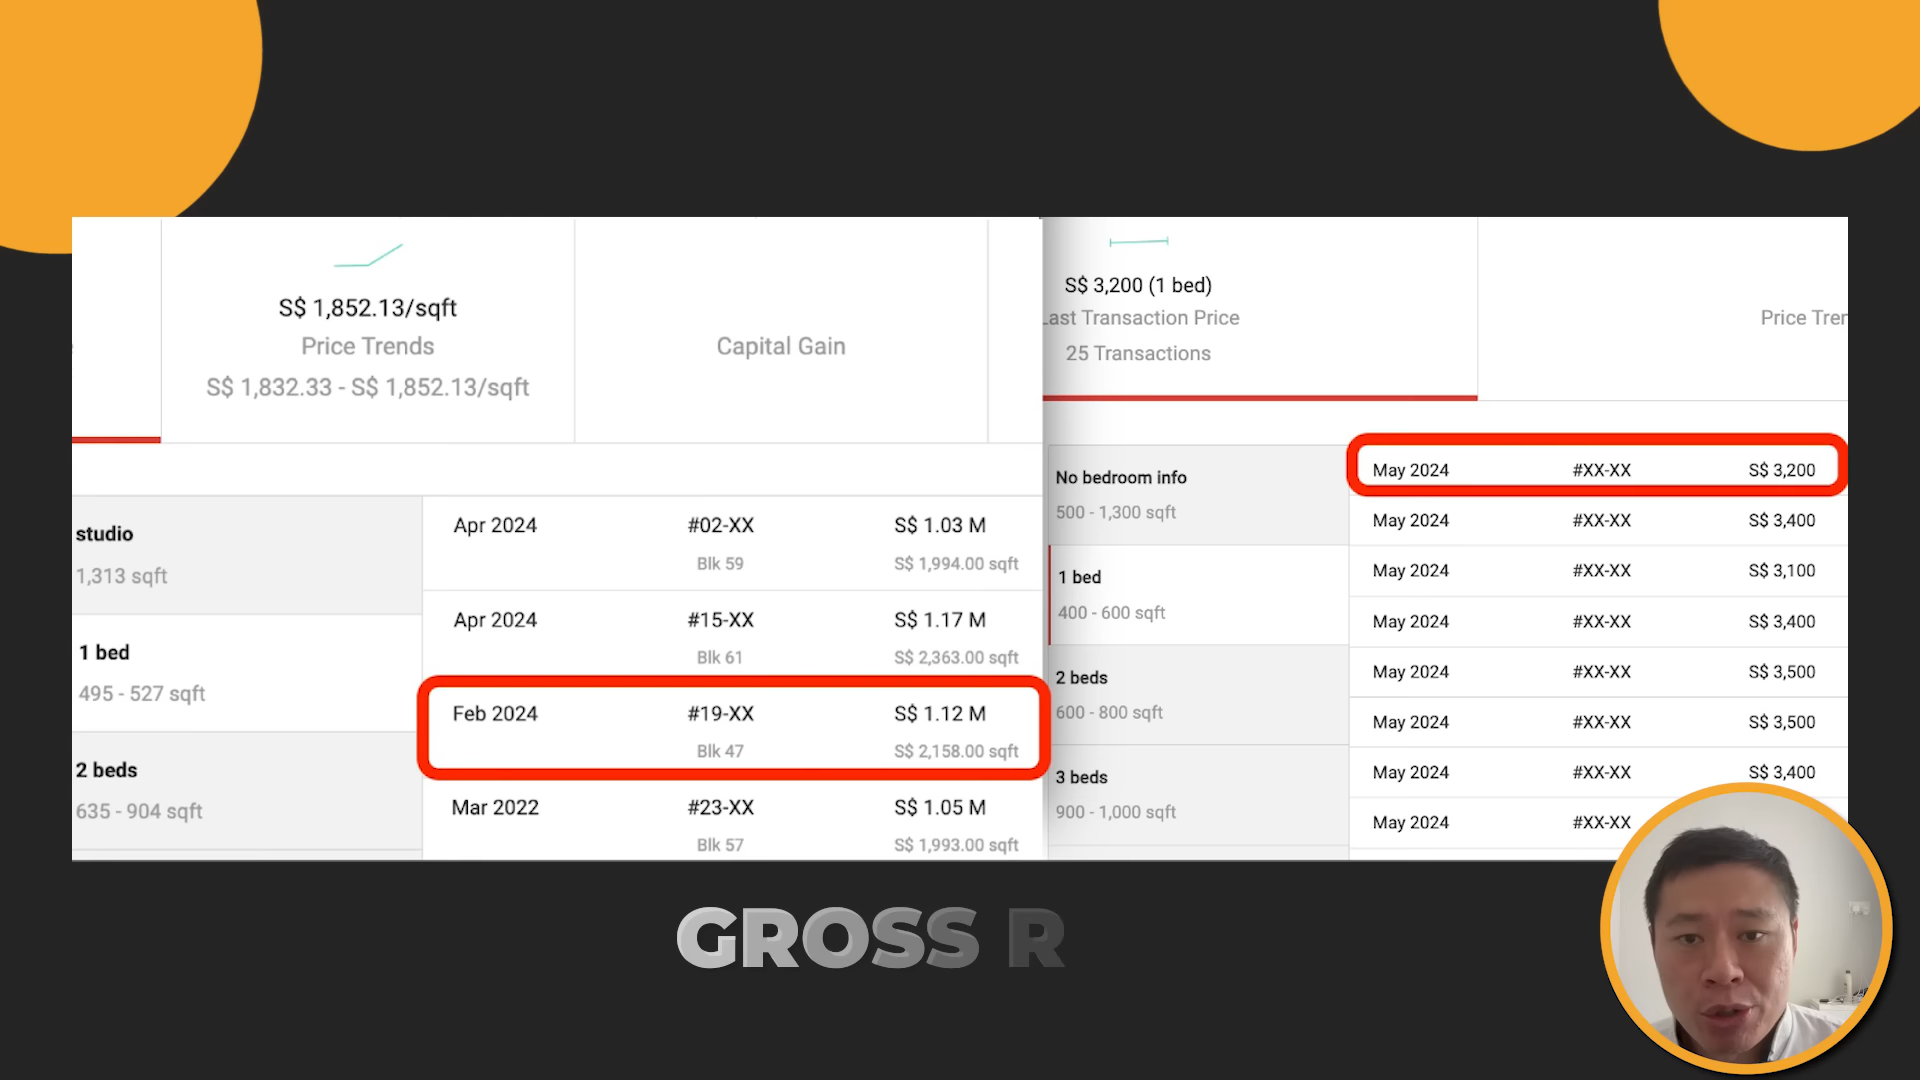 S$ 1,852.13/sqft
Price Trends
S$ 1,832.33 - S$ 1,852.13/sqft
Capital Gain
studio
1,313 sqft
1 bed
495 - 527 sqft
2 beds
635 - 904 sqft
Apr 2024 #02-XX S$ 1.03 M
Blk 59 S$ 1,994.00 sqft
Apr 2024 #15-XX S$ 1.17 M
Blk 61 S$ 2,363.00 sqft
Feb 2024 #19-XX S$ 1.12 M
Blk 47 S$ 2,158.00 sqft
Mar 2022 #23-XX S$ 1.05 M
Blk 57 S$ 1,993.00 sqft
S$ 3,200 (1 bed)
Last Transaction Price
25 Transactions
Price Tren
No bedroom info
500 - 1,300 sqft
1 bed
400 - 600 sqft
2 beds
600 - 800 sqft
3 beds
900 - 1,000 sqft
May 2024 #XX-XX S$ 3,200
May 2024 #XX-XX S$ 3,400
May 2024 #XX-XX S$ 3,100
May 2024 #XX-XX S$ 3,400
May 2024 #XX-XX S$ 3,500
May 2024 #XX-XX S$ 3,500
May 2024 #XX-XX S$ 3,400
May 2024 #XX-XX
GROSS R